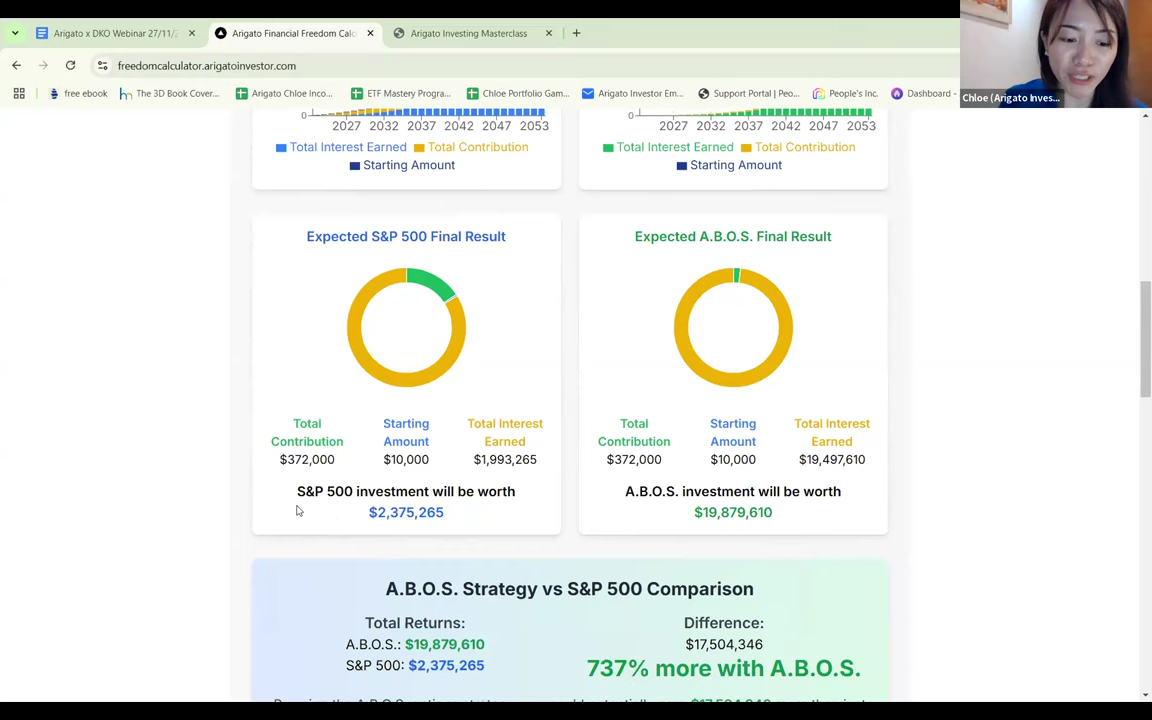 Arigato x DKO Webinar 27/11/2
Arigato Financial Freedom Calc
Arigato Investing Masterclass
freedomcalculator.arigatoinvestor.com
free ebook
The 3D Book Cover...
Arigato Chloe Inco...
ETF Mastery Progra...
Chloe Portfolio Gam...
Arigato Investor Em...
Support Portal | Peo...
People's Inc.
Dashboard -
Chloe (Arigato Inves...
0
2027 2032 2037 2042 2047 2053
Total Interest Earned Total Contribution
Starting Amount
0
2027 2032 2037 2042 2047 2053
Total Interest Earned Total Contribution
Starting Amount
Expected S&P 500 Final Result
Total Contribution
Starting Amount
Total Interest Earned
$372,000
$10,000
$1,993,265
S&P 500 investment will be worth
$2,375,265
Expected A.B.O.S. Final Result
Total Contribution
Starting Amount
Total Interest Earned
$372,000
$10,000
$19,497,610
A.B.O.S. investment will be worth
$19,879,610
A.B.O.S. Strategy vs S&P 500 Comparison
Total Returns:
A.B.O.S.: $19,879,610
S&P 500: $2,375,265
Difference:
$17,504,346
737% more with A.B.O.S.